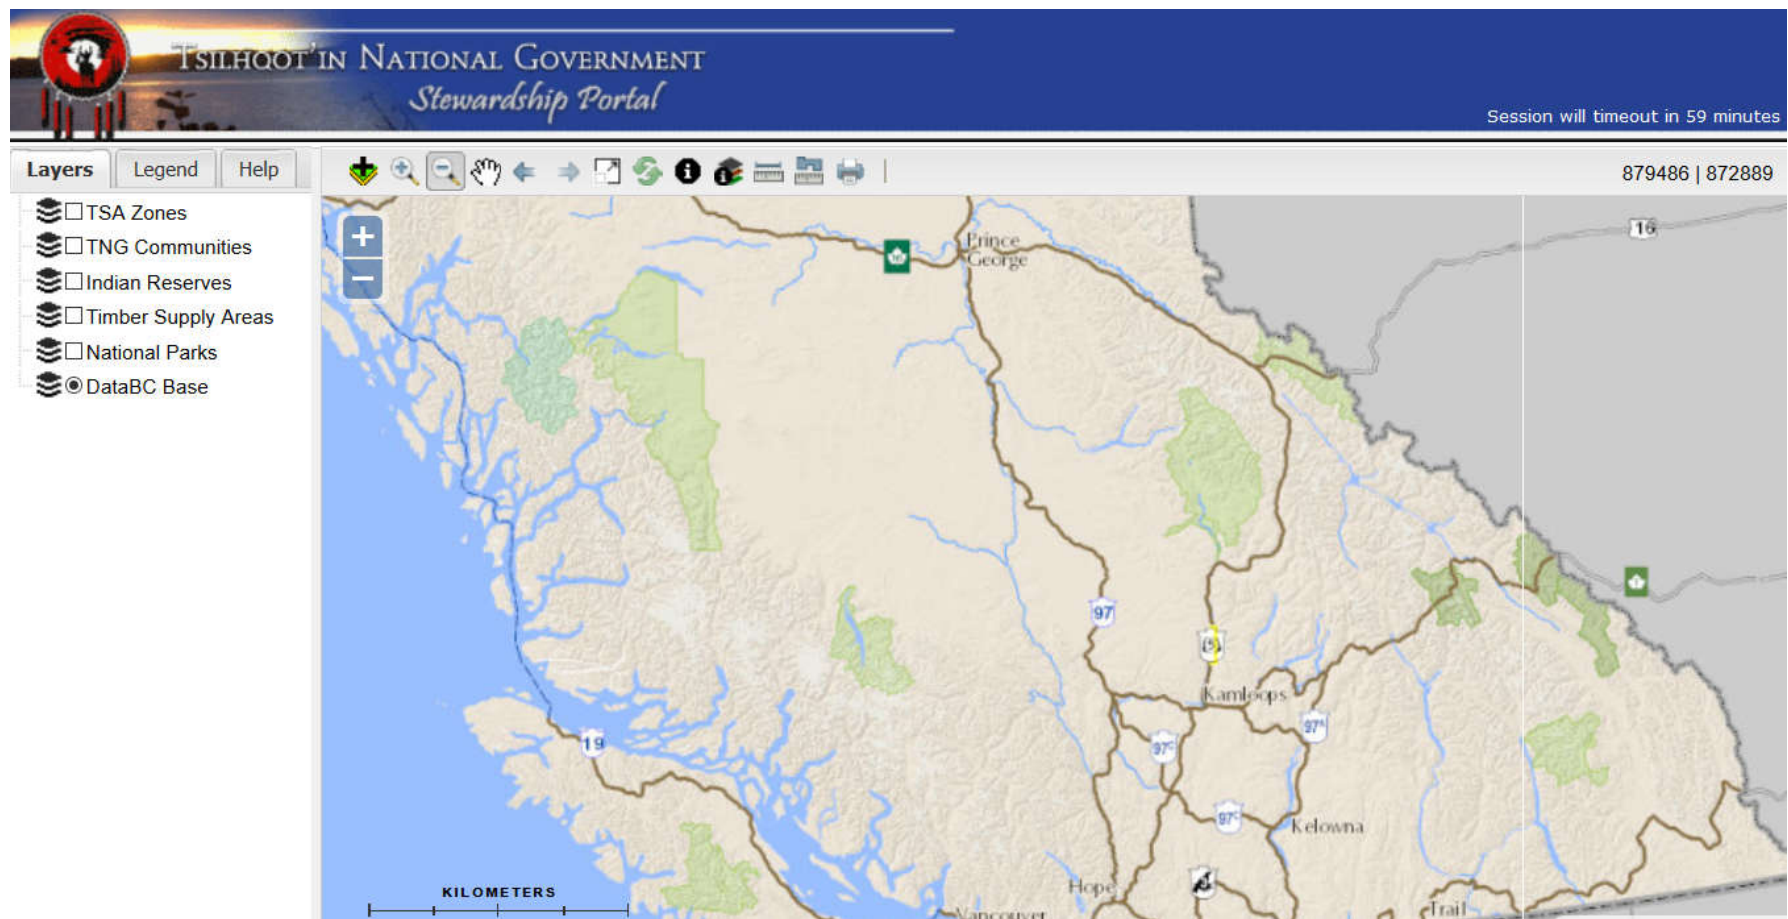 TSILHQOT'IN NATIONAL GOVERNMENT
Stewardship Portal
Session will timeout in 59 minutes
Layers
Legend
Help
879486 | 872889
TSA Zones
TNG Communities
Indian Reserves
Timber Supply Areas
National Parks
DataBC Base
+
−
16
Prince
George
97
Kamloops
19
97C
97A
97C
Kelowna
Hope
KILOMETERS
Vancouver
Trail